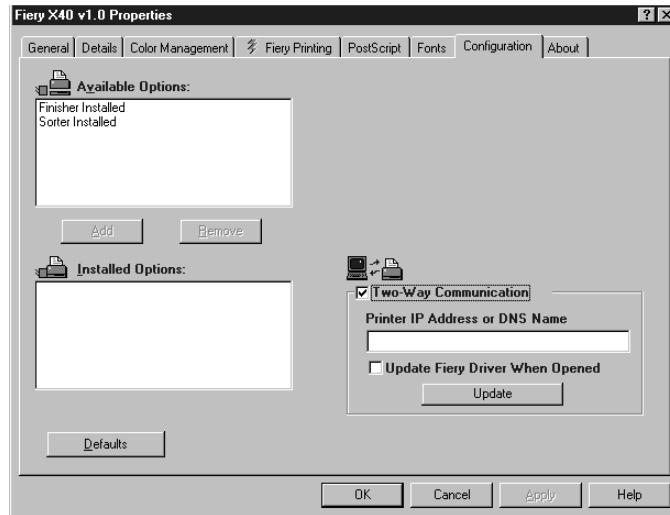 Fiery X40 v1.0 Properties
General Details Color Management Fiery Printing PostScript Fonts Configuration About
Available Options:
Finisher Installed
Sorter Installed
Add Remove
Installed Options:
Two-Way Communication
Printer IP Address or DNS Name
Update Fiery Driver When Opened
Update
Defaults
OK Cancel Apply Help